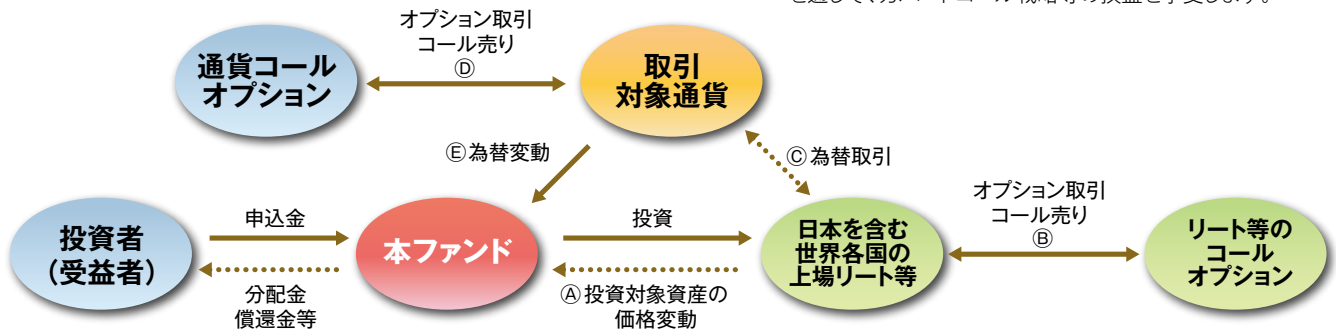 オプション取引
コール売り
Ⓓ
通貨コール
オプション
取引
対象通貨
Ⓔ為替変動
Ⓒ為替取引
オプション取引
コール売り
Ⓑ
投資者
(受益者)
申込金
分配金
償還金等
本ファンド
投資
Ⓐ投資対象資産の
価格変動
日本を含む
世界各国の
上場リート等
リート等の
コール
オプション